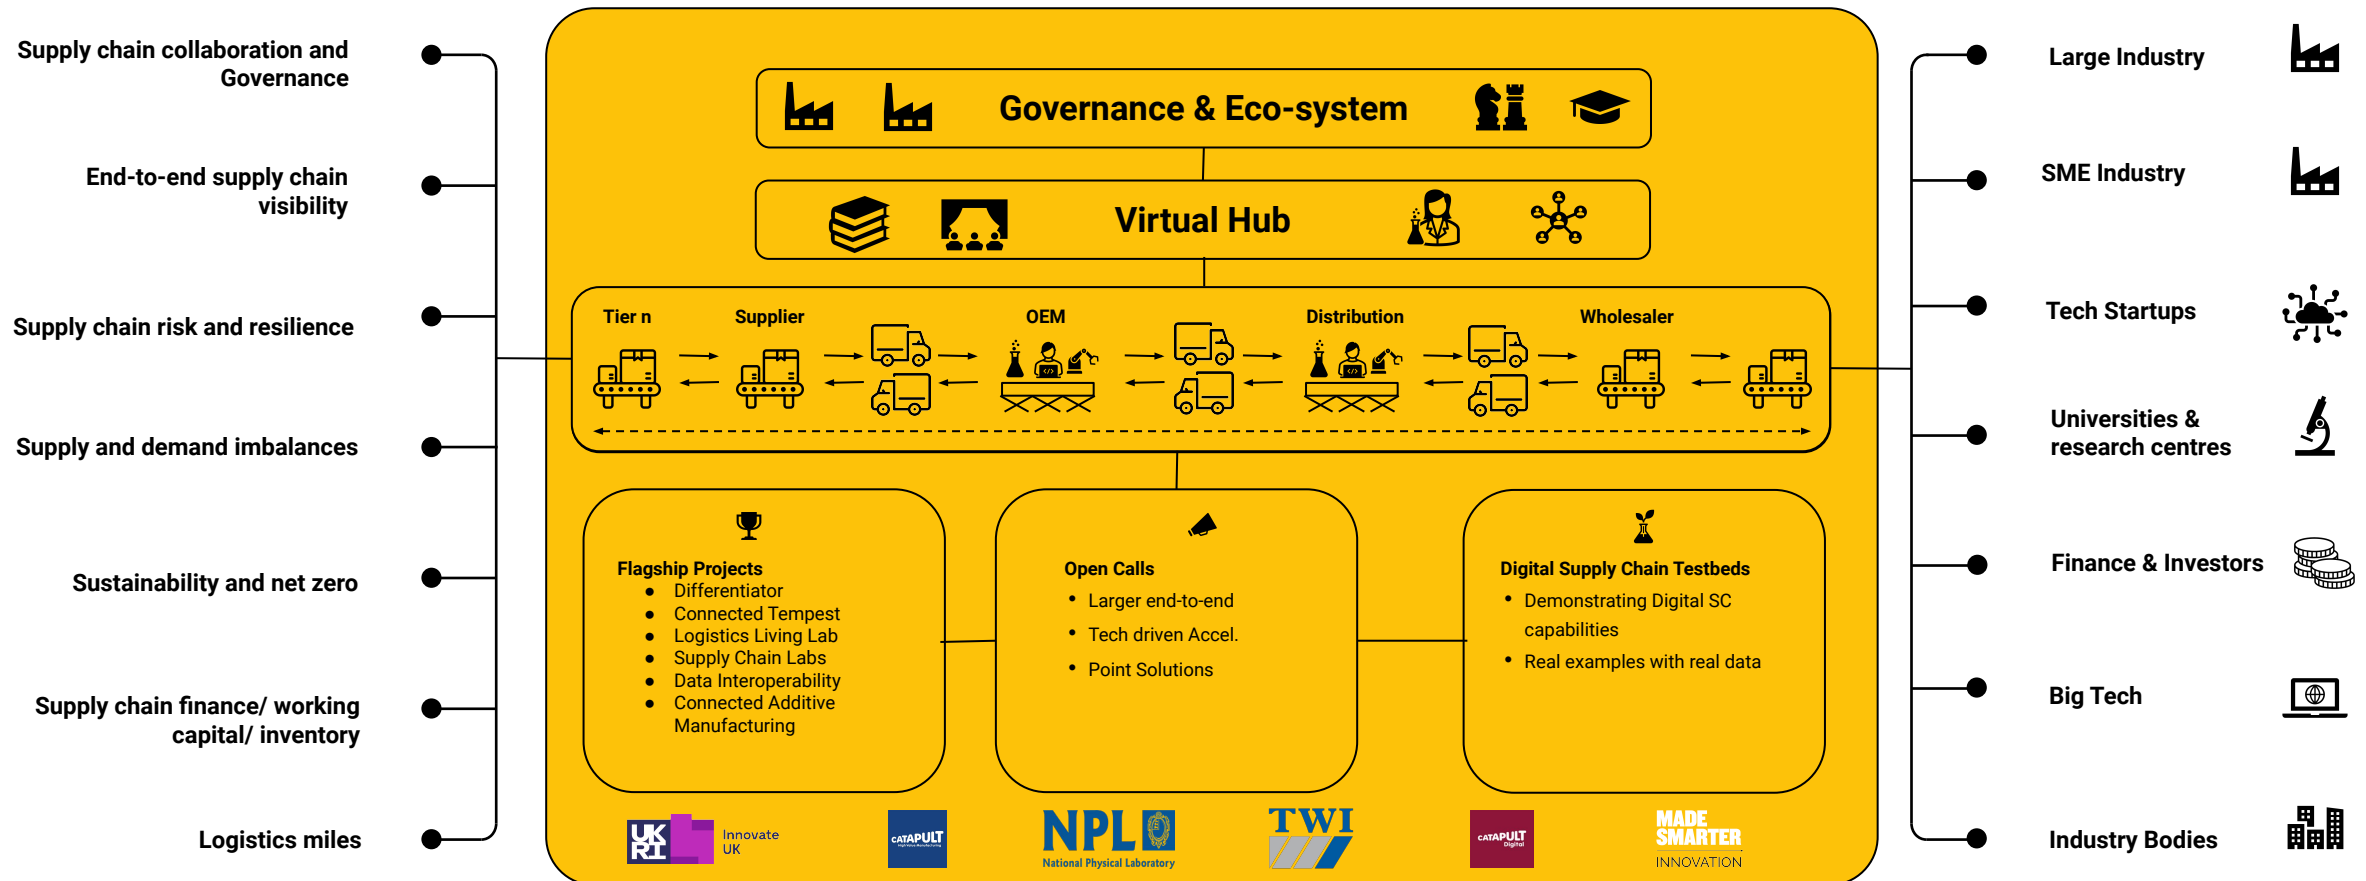 Supply chain collaboration and
Governance
End-to-end supply chain
visibility
Supply chain risk and resilience
Supply and demand imbalances
Sustainability and net zero
Supply chain finance/ working
capital/ inventory
Logistics miles
Governance & Eco-system
Virtual Hub
Tier n
Supplier
OEM
Distribution
Wholesaler
Flagship Projects
● Differentiator
● Connected Tempest
● Logistics Living Lab
● Supply Chain Labs
● Data Interoperability
● Connected Additive
Manufacturing
Open Calls
• Larger end-to-end
• Tech driven Accel.
• Point Solutions
Digital Supply Chain Testbeds
• Demonstrating Digital SC
capabilities
• Real examples with real data
UK
RI
Innovate
UK
CATAPULT
High Value Manufacturing
NPL
National Physical Laboratory
TWI
CATAPULT
Digital
MADE
SMARTER
INNOVATION
Large Industry
SME Industry
Tech Startups
Universities &
research centres
Finance & Investors
Big Tech
Industry Bodies